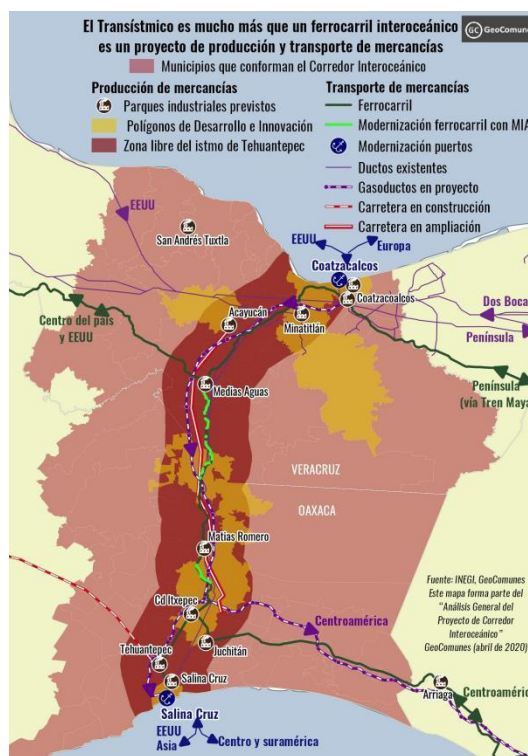 El Transístmico es mucho más que un ferrocarril interoceánico
es un proyecto de producción y transporte de mercancías
GC GeoComunes
Municipios que conforman el Corredor Interoceánico
Producción de mercancías
Parques industriales previstos
Polígonos de Desarrollo e Innovación
Zona libre del istmo de Tehuantepec
Transporte de mercancías
Ferrocarril
Modernización ferrocarril con MIA
Modernización puertos
Ductos existentes
Gasoductos en proyecto
Carretera en construcción
Carretera en ampliación
EEUU
San Andrés Tuxtla
EEUU
Europa
Coatzacalcos
Coatzacoalcos
Minatitlán
Acayucán
Dos Boca
Península
Centro del país
y EEUU
Medias Aguas
Península
(vía Tren Maya
VERACRUZ
OAXACA
Matias Romero
Cd Itxepec
Centroamérica
Fuente: INEGI, GeoComunes
Este mapa forma parte del
"Análisis General del
Proyecto de Corredor
Interoceánico"
GeoComunes (abril de 2020)
Tehuantepec
Juchitán
Salina Cruz
Salina Cruz
Arriaga
Centroaméric
EEUU
Asia
Centro y suramérica